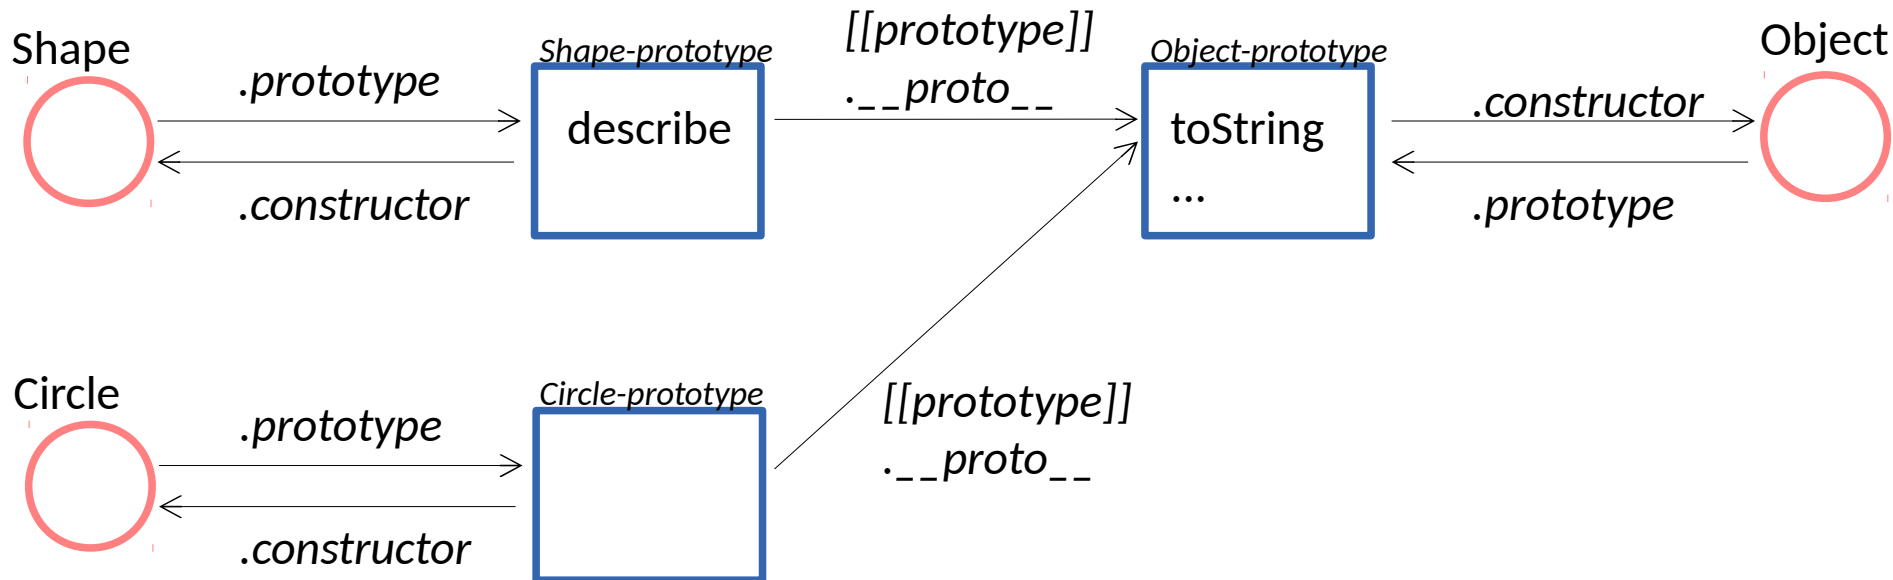 Shape
.prototype
.constructor
Shape-prototype
describe
[[prototype]]
.__proto__
Object-prototype
toString
...
.constructor
.prototype
Object
Circle
.prototype
.constructor
Circle-prototype
[[prototype]]
.__proto__